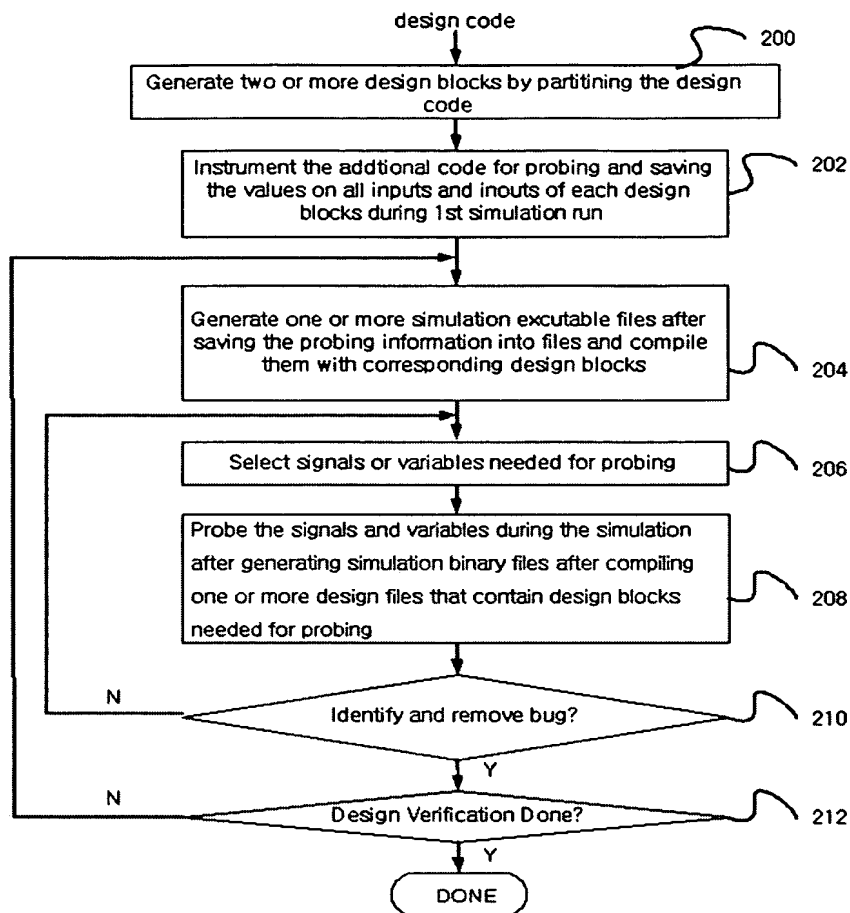 design code
200
Generate two or more design blocks by partitining the design
code
Instrument the addtional code for probing and saving
the values on all inputs and inouts of each design
blocks during 1st simulation run
202
Generate one or more simulation excutable files after
saving the probing information into files and compile
them with corresponding design blocks
204
Select signals or variables needed for probing
206
Probe the signals and variables during the simulation
after generating simulation binary files after compiling
one or more design files that contain design blocks
needed for probing
208
N
Identify and remove bug?
210
Y
N
Design Verification Done?
212
Y
DONE